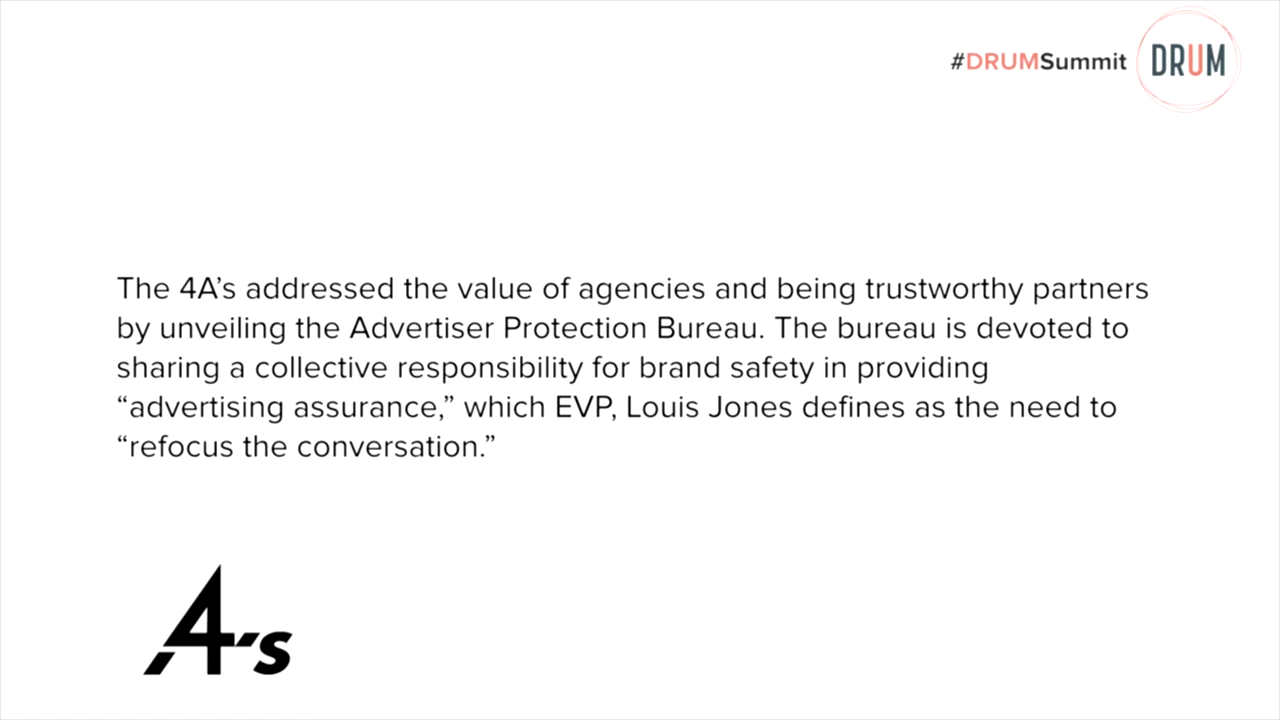 #DRUMSummit
DRUM
The 4A’s addressed the value of agencies and being trustworthy partners
by unveiling the Advertiser Protection Bureau. The bureau is devoted to
sharing a collective responsibility for brand safety in providing
“advertising assurance,” which EVP, Louis Jones defines as the need to
“refocus the conversation.”
4A's